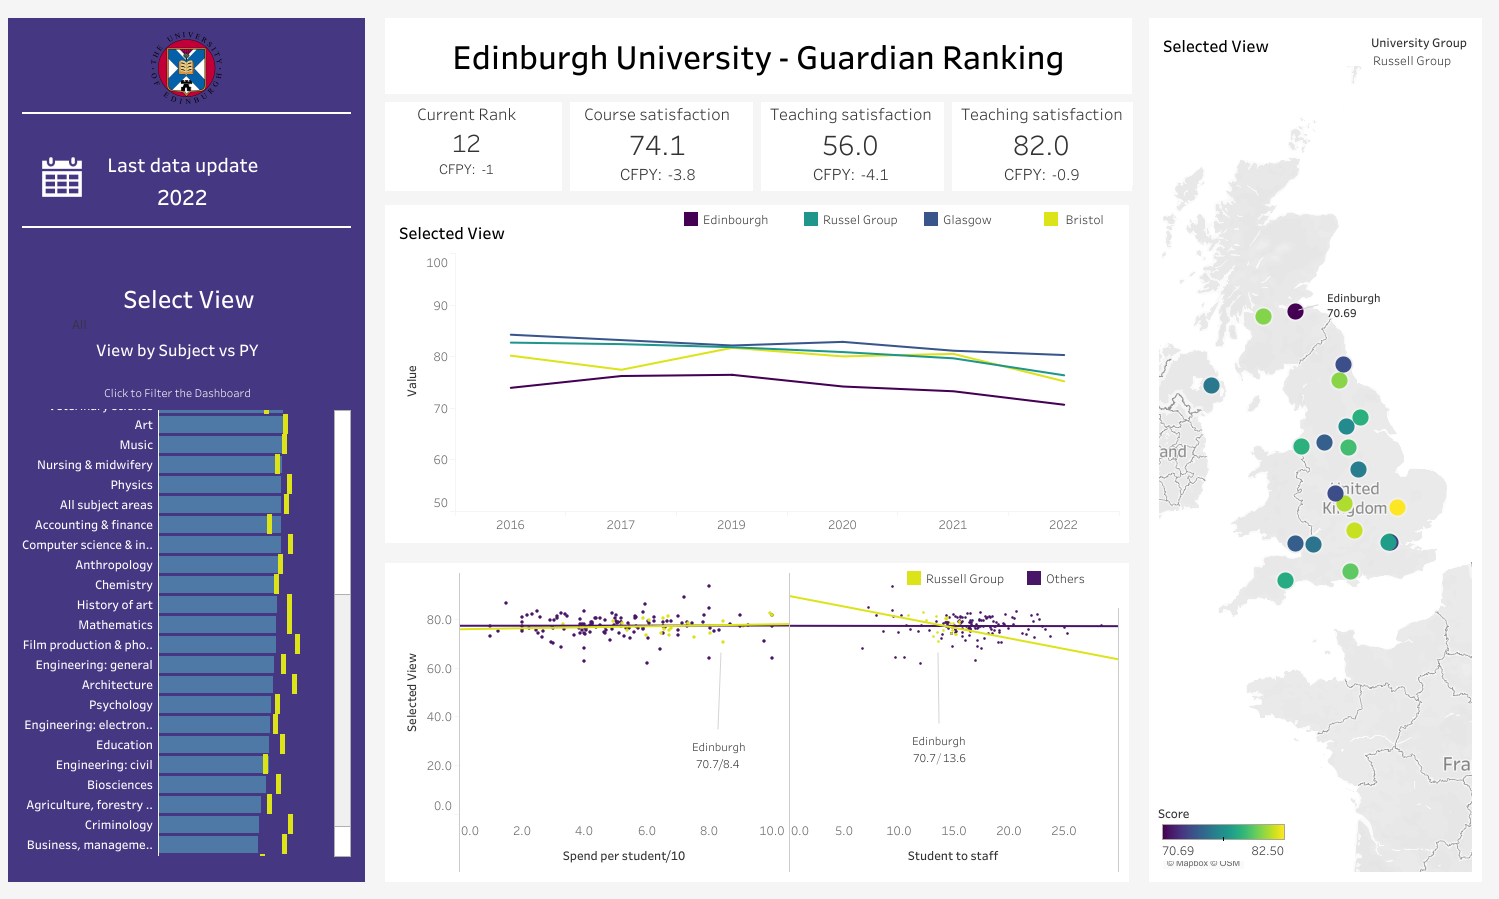 THE UNIVERSITY OF EDINBURGH
Last data update
2022
Select View
All
View by Subject vs PY
Click to Filter the Dashboard
Veterinary science
Art
Music
Nursing & midwifery
Physics
All subject areas
Accounting & finance
Computer science & in..
Anthropology
Chemistry
History of art
Mathematics
Film production & pho..
Engineering: general
Architecture
Psychology
Engineering: electron..
Education
Engineering: civil
Biosciences
Agriculture, forestry ..
Criminology
Business, manageme..
Edinburgh University - Guardian Ranking
Current Rank
12
CFPY: -1
Course satisfaction
74.1
CFPY: -3.8
Teaching satisfaction
56.0
CFPY: -4.1
Teaching satisfaction
82.0
CFPY: -0.9
Selected View
Edinbourgh
Russel Group
Glasgow
Bristol
Value
100
90
80
70
60
50
2016
2017
2019
2020
2021
2022
Russell Group
Others
Selected View
80.0
60.0
40.0
20.0
0.0
Edinburgh
70.7/8.4
Edinburgh
70.7/13.6
0.0
2.0
4.0
6.0
8.0
10.0
0.0
5.0
10.0
15.0
20.0
25.0
Spend per student/10
Student to staff
Selected View
University Group
Russell Group
Edinburgh
70.69
and
United
Kingdom
Fra
Score
70.69
82.50
© Mapbox © OSM